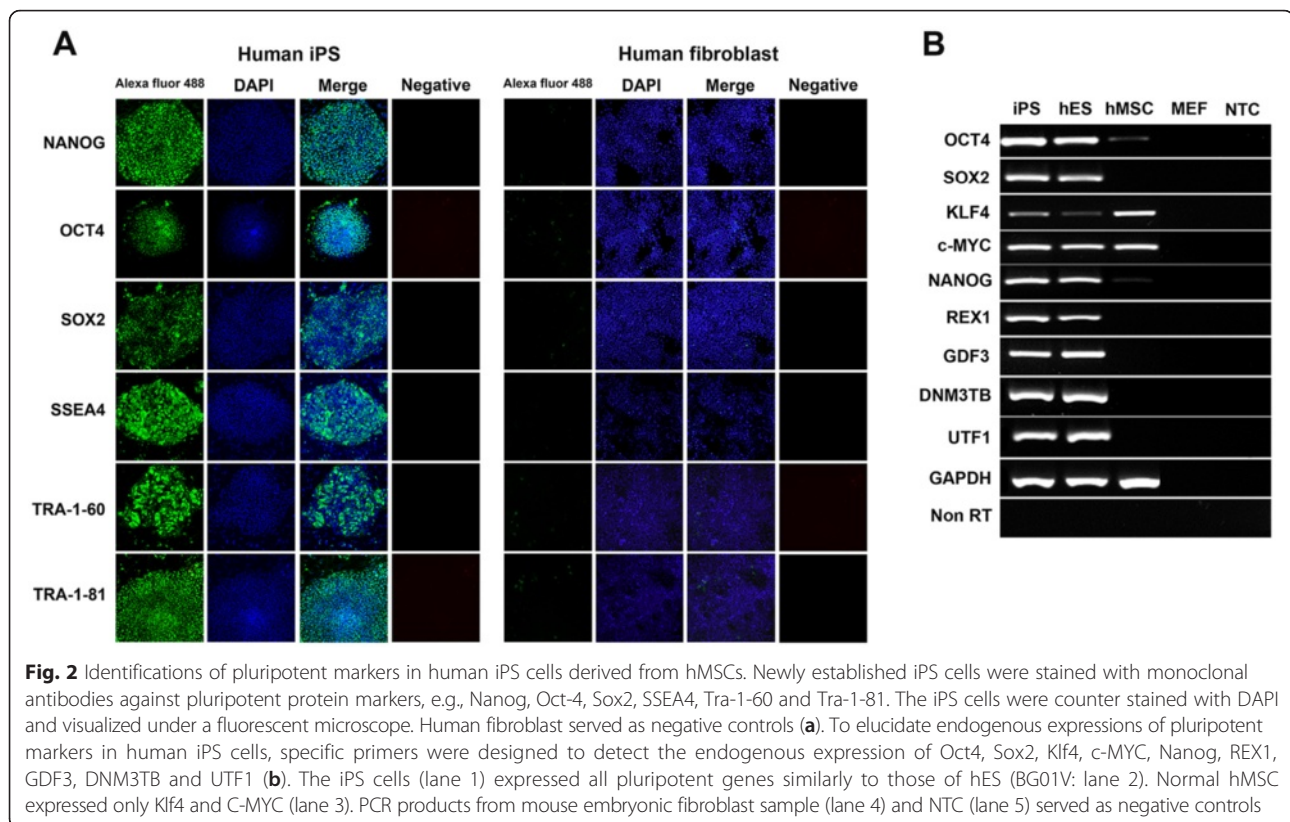 A
B
Human iPS
Human fibroblast
Alexa fluor 488 DAPI Merge Negative
Alexa fluor 488 DAPI Merge Negative
NANOG
OCT4
SOX2
SSEA4
TRA-1-60
TRA-1-81
iPS hES hMSC MEF NTC
OCT4
SOX2
KLF4
c-MYC
NANOG
REX1
GDF3
DNM3TB
UTF1
GAPDH
Non RT
Fig. 2 Identifications of pluripotent markers in human iPS cells derived from hMSCs. Newly established iPS cells were stained with monoclonal
antibodies against pluripotent protein markers, e.g., Nanog, Oct-4, Sox2, SSEA4, Tra-1-60 and Tra-1-81. The iPS cells were counter stained with DAPI
and visualized under a fluorescent microscope. Human fibroblast served as negative controls (a). To elucidate endogenous expressions of pluripotent
markers in human iPS cells, specific primers were designed to detect the endogenous expression of Oct4, Sox2, Klf4, c-MYC, Nanog, REX1,
GDF3, DNM3TB and UTF1 (b). The iPS cells (lane 1) expressed all pluripotent genes similarly to those of hES (BG01V: lane 2). Normal hMSC
expressed only Klf4 and C-MYC (lane 3). PCR products from mouse embryonic fibroblast sample (lane 4) and NTC (lane 5) served as negative controls